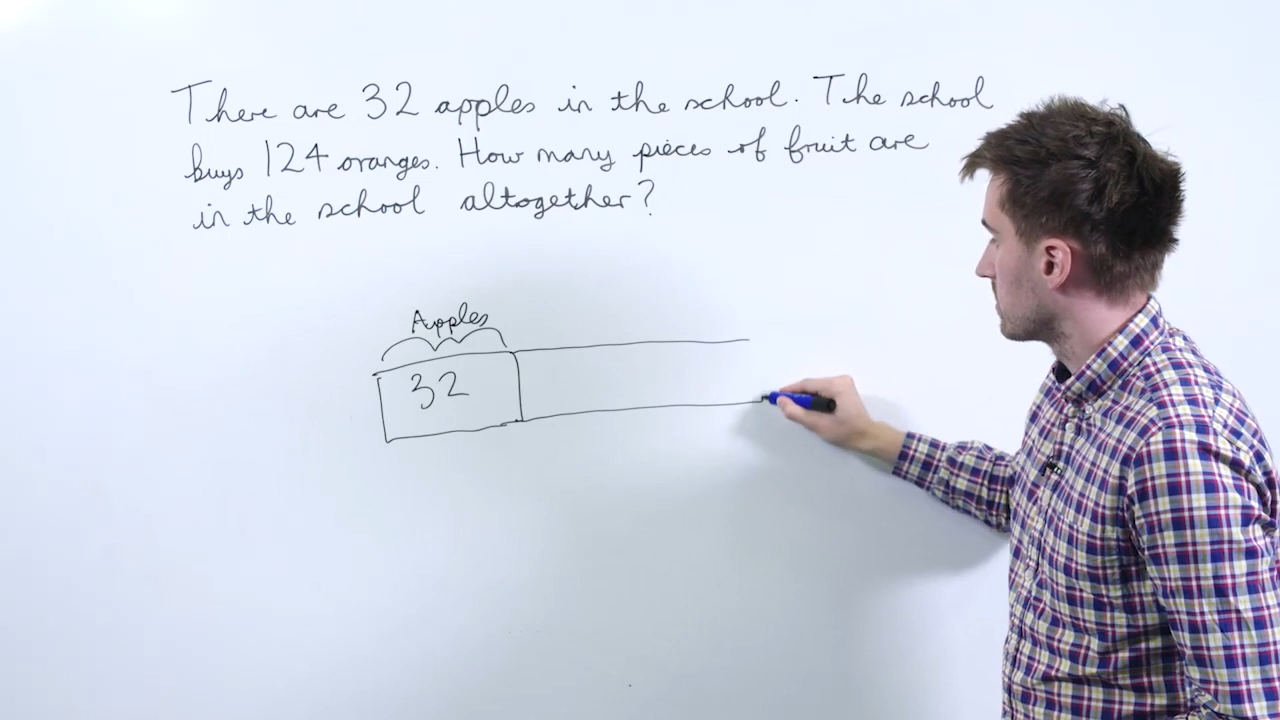 There are 32 apples in the school. The school
buys 124 oranges. How many pieces of fruit are
in the school altogether?
Apples
32